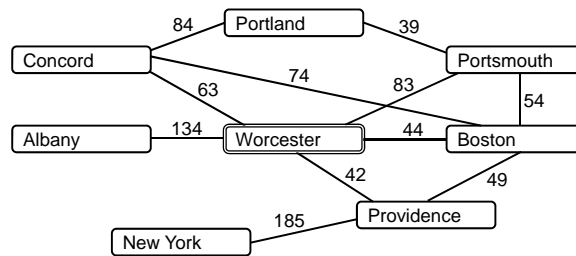 Portland
84
39
Concord
Portsmouth
74
83
63
54
Albany
134
Worcester
44
Boston
42
49
Providence
185
New York